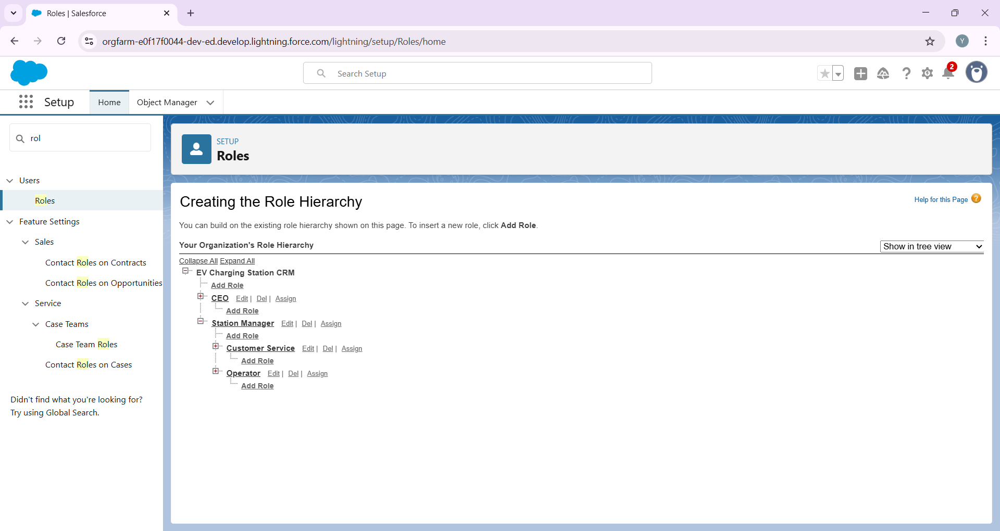 Roles | Salesforce
orgfarm-e0f17f0044-dev-ed.develop.lightning.force.com/lightning/setup/Roles/home
Y
Search Setup
2
Setup
Home
Object Manager
rol
Users
Roles
Feature Settings
Sales
Contact Roles on Contracts
Contact Roles on Opportunities
Service
Case Teams
Case Team Roles
Contact Roles on Cases
Didn't find what you're looking for?
Try using Global Search.
SETUP
Roles
Creating the Role Hierarchy
Help for this Page ?
You can build on the existing role hierarchy shown on this page. To insert a new role, click Add Role.
Your Organization's Role Hierarchy
Show in tree view
Collapse All Expand All
EV Charging Station CRM
Add Role
CEO Edit | Del | Assign
Add Role
Station Manager Edit | Del | Assign
Add Role
Customer Service Edit | Del | Assign
Add Role
Operator Edit | Del | Assign
Add Role